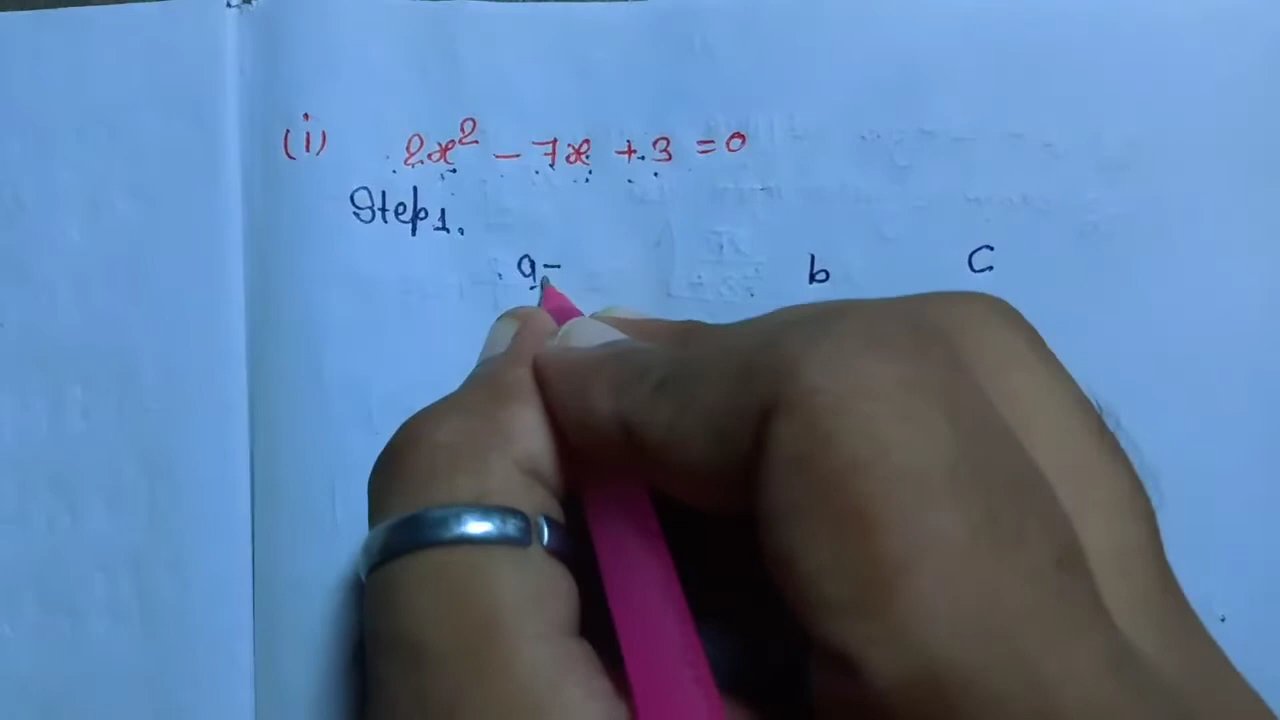 (i) 2x² - 7x + 3 = 0
Step 1.
a- b c